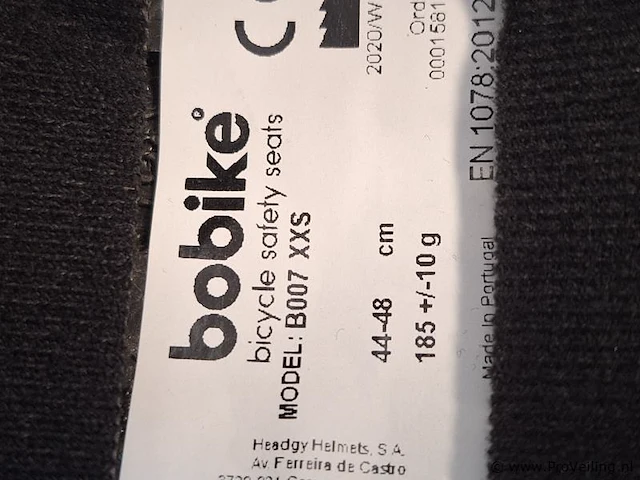 bobike
bicycle safety seats
MODEL: B007 XXS
44-48 cm
185 +/-10 g
EN 1078:2012
Made In Portugal
Headgy Helmets, S.A.
Av. Ferreira de Castro
CE
2020/W
Ord
0001581
www.ProVeiling.nl